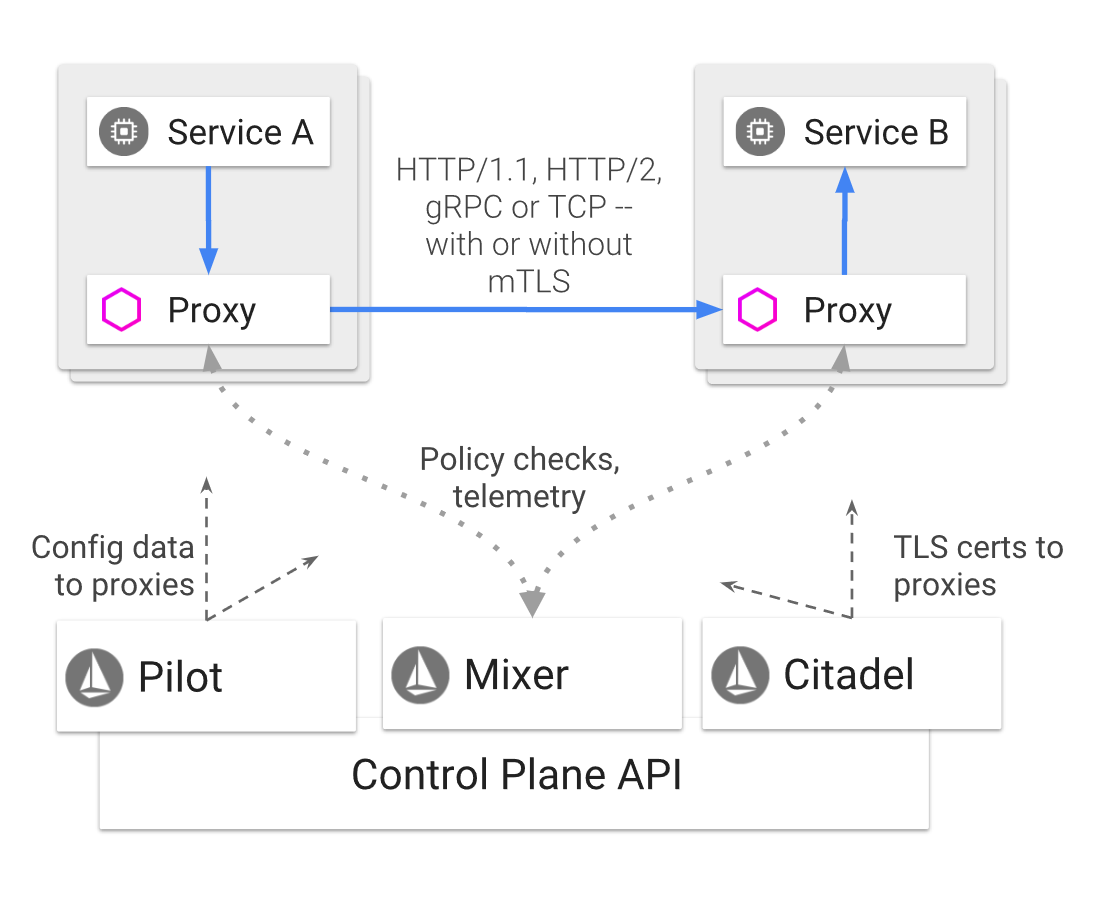 Service A
Service B
HTTP/1.1, HTTP/2,
gRPC or TCP --
with or without
mTLS
Proxy
Proxy
Policy checks,
telemetry
Config data
to proxies
TLS certs to
proxies
Pilot
Mixer
Citadel
Control Plane API